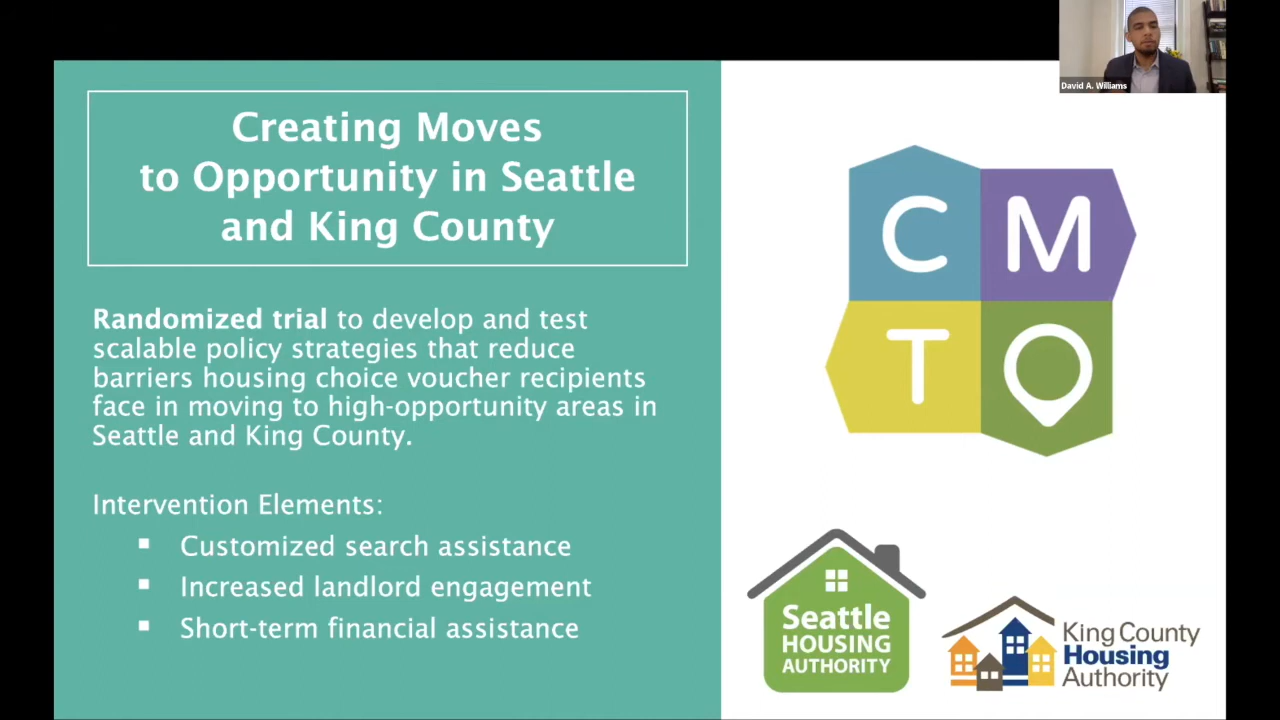 David A. Williams
Creating Moves
to Opportunity in Seattle
and King County
Randomized trial to develop and test
scalable policy strategies that reduce
barriers housing choice voucher recipients
face in moving to high-opportunity areas in
Seattle and King County.
Intervention Elements:
Customized search assistance
Increased landlord engagement
Short-term financial assistance
C M
T O
Seattle
HOUSING
AUTHORITY
King County
Housing
Authority